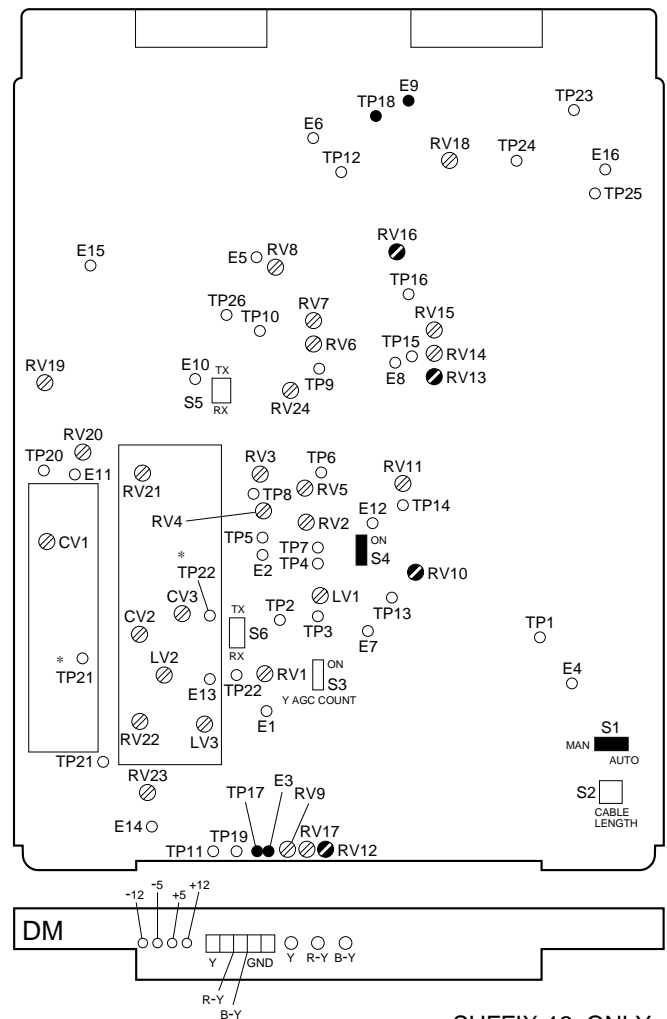 E9
TP18
TP23
E6
TP12
RV18
TP24
E16
TP25
RV16
E15
E5
RV8
TP16
TP26
TP10
RV7
RV15
RV6
TP15
RV14
RV19
E10
TX
S5
RX
TP9
E8
RV13
RV24
RV20
TP20
E11
RV21
RV3
TP6
RV11
TP8
RV5
TP14
RV4
RV2
E12
CV1
*
TP5
E2
TP7
TP4
ON
S4
TP22
RV10
CV3
LV1
CV2
TX
S6
RX
TP2
TP3
TP13
E7
TP1
*
TP21
LV2
E13
TP22
RV1
ON
S3
Y AGC COUNT
E4
RV22
LV3
E1
S1
MAN
AUTO
TP21
RV23
S2
CABLE
LENGTH
E14
TP17
E3
RV9
TP11
TP19
RV17
RV12
-12
-5
+5
+12
DM
Y
GND
Y
R-Y
B-Y
R-Y
B-Y